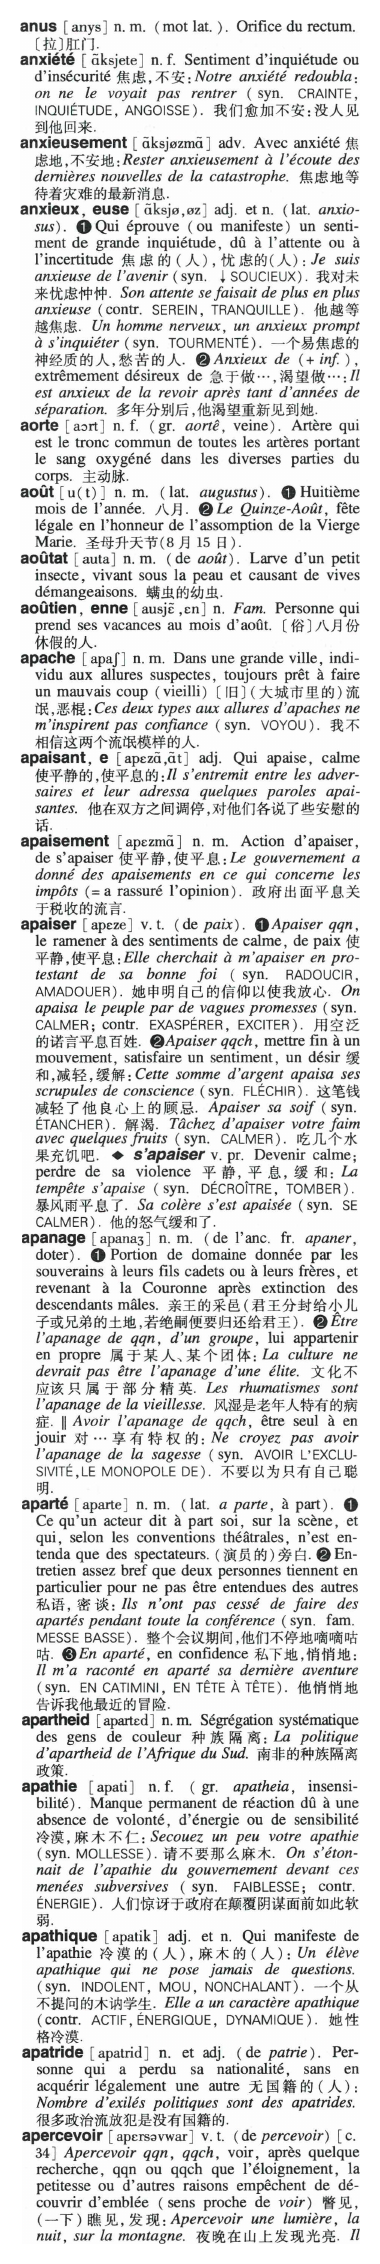 anus [anys] n. m. (mot lat.). Orifice du rectum.
〔拉〕肛门.
anxiété [ɑ̃ksjete] n. f. Sentiment d'inquiétude ou
d'insécurité 焦虑,不安:Notre anxiété redoubla:
on ne le voyait pas rentrer (syn. CRAINTE,
INQUIÉTUDE, ANGOISSE). 我们愈加不安:没人见
到他回来.
anxieusement [ɑ̃ksjøzmɑ̃] adv. Avec anxiété 焦
虑地,不安地:Rester anxieusement à l'écoute des
dernières nouvelles de la catastrophe. 焦虑地等
待着灾难的最新消息.
anxieux, euse [ɑ̃ksjø,øz] adj. et n. (lat. anxio-
sus). ❶Qui éprouve (ou manifeste) un senti-
ment de grande inquiétude, dû à l'attente ou à
l'incertitude 焦虑的(人),忧虑的(人):Je suis
anxieuse de l'avenir (syn. ↓SOUCIEUX). 我对未
来忧虑忡忡. Son attente se faisait de plus en plus
anxieuse (contr. SEREIN, TRANQUILLE). 他越等
越焦虑. Un homme nerveux, un anxieux prompt
à s'inquiéter (syn. TOURMENTÉ). 一个易焦虑的
神经质的人,愁苦的人. ❷Anxieux de (+ inf.),
extrêmement désireux de 急于做…,渴望做…:Il
est anxieux de la revoir après tant d'années de
séparation. 多年分别后,他渴望重新见到她.
aorte [aɔrt] n. f. (gr. aortê, veine). Artère qui
est le tronc commun de toutes les artères portant
le sang oxygéné dans les diverses parties du
corps. 主动脉.
août [u(t)] n. m. (lat. augustus). ❶Huitième
mois de l'année. 八月. ❷Le Quinze-Août, fête
légale en l'honneur de l'assomption de la Vierge
Marie. 圣母升天节(8月15日).
aoûtat [auta] n. m. (de août). Larve d'un petit
insecte, vivant sous la peau et causant de vives
démangeaisons. 螨虫的幼虫.
aoûtien, enne [ausjɛ̃,ɛn] n. Fam. Personne qui
prend ses vacances au mois d'août. 〔俗〕八月份
休假的人.
apache [apaʃ] n. m. Dans une grande ville, indi-
vidu aux allures suspectes, toujours prêt à faire
un mauvais coup (vieilli)〔旧〕(大城市里的)流
氓,恶棍:Ces deux types aux allures d'apaches ne
m'inspirent pas confiance (syn. VOYOU). 我不
相信这两个流氓模样的人.
apaisant, e [apɛzɑ̃,ɑ̃t] adj. Qui apaise, calme
使平静的,使平息的:Il s'entremit entre les adver-
saires et leur adressa quelques paroles apai-
santes. 他在双方之间调停,对他们各说了些安慰的
话.
apaisement [apɛzmɑ̃] n. m. Action d'apaiser,
de s'apaiser 使平静,使平息:Le gouvernement a
donné des apaisements en ce qui concerne les
impôts (= a rassuré l'opinion). 政府出面平息关
于税收的流言.
apaiser [apɛze] v. t. (de paix). ❶Apaiser qqn,
le ramener à des sentiments de calme, de paix 使
平静,使平息:Elle cherchait à m'apaiser en pro-
testant de sa bonne foi (syn. RADOUCIR,
AMADOUER). 她申明自己的信仰以使我放心. On
apaisa le peuple par de vagues promesses (syn.
CALMER; contr. EXASPÉRER, EXCITER). 用空泛
的诺言平息百姓. ❷Apaiser qqch, mettre fin à un
mouvement, satisfaire un sentiment, un désir 缓
和,减轻,缓解:Cette somme d'argent apaisa ses
scrupules de conscience (syn. FLÉCHIR). 这笔钱
减轻了他良心上的顾忌. Apaiser sa soif (syn.
ÉTANCHER). 解渴. Tâchez d'apaiser votre faim
avec quelques fruits (syn. CALMER). 吃几个水
果充饥吧. ◆ s'apaiser v. pr. Devenir calme;
perdre de sa violence 平静,平息,缓和:La
tempête s'apaise (syn. DÉCROÎTRE, TOMBER).
暴风雨平息了. Sa colère s'est apaisée (syn. SE
CALMER). 他的怒气缓和了.
apanage [apanaʒ] n. m. (de l'anc. fr. apaner,
doter). ❶Portion de domaine donnée par les
souverains à leurs fils cadets ou à leurs frères, et
revenant à la Couronne après extinction des
descendants mâles. 亲王的采邑(君王分封给小儿
子或兄弟的土地,若绝嗣便要归还给君王). ❷Être
l'apanage de qqn, d'un groupe, lui appartenir
en propre 属于某人、某个团体:La culture ne
devrait pas être l'apanage d'une élite. 文化不
应该只属于部分精英. Les rhumatismes sont
l'apanage de la vieillesse. 风湿是老年人特有的病
症. ‖ Avoir l'apanage de qqch, être seul à en
jouir 对…享有特权的:Ne croyez pas avoir
l'apanage de la sagesse (syn. AVOIR L'EXCLU-
SIVITÉ,LE MONOPOLE DE). 不要以为只有自己聪
明.
aparté [aparte] n. m. (lat. a parte, à part). ❶
Ce qu'un acteur dit à part soi, sur la scène, et
qui, selon les conventions théâtrales, n'est en-
tendu que des spectateurs. (演员的)旁白. ❷En-
tretien assez bref que deux personnes tiennent en
particulier pour ne pas être entendues des autres
私语,密谈:Ils n'ont pas cessé de faire des
apartés pendant toute la conférence (syn. fam.
MESSE BASSE). 整个会议期间,他们不停地嘀嘀咕
咕. ❸En aparté, en confidence 私下地,悄悄地:
Il m'a raconté en aparté sa dernière aventure
(syn. EN CATIMINI, EN TÊTE À TÊTE). 他悄悄地
告诉我他最近的冒险.
apartheid [apartɛd] n. m. Ségrégation systématique
des gens de couleur 种族隔离:La politique
d'apartheid de l'Afrique du Sud. 南非的种族隔离
政策.
apathie [apati] n. f. (gr. apatheia, insensi-
bilité). Manque permanent de réaction dû à une
absence de volonté, d'énergie ou de sensibilité
冷漠,麻木不仁:Secouez un peu votre apathie
(syn. MOLLESSE). 请不要那么麻木. On s'éton-
nait de l'apathie du gouvernement devant ces
menées subversives (syn. FAIBLESSE; contr.
ÉNERGIE). 人们惊讶于政府在颠覆阴谋面前如此软
弱.
apathique [apatik] adj. et n. Qui manifeste de
l'apathie 冷漠的(人),麻木的(人):Un élève
apathique qui ne pose jamais de questions.
(syn. INDOLENT, MOU, NONCHALANT). 一个从
不提问的木讷学生. Elle a un caractère apathique
(contr. ACTIF,ÉNERGIQUE, DYNAMIQUE). 她性
格冷漠.
apatride [apatrid] n. et adj. (de patrie). Per-
sonne qui a perdu sa nationalité, sans en
acquérir légalement une autre 无国籍的(人):
Nombre d'exilés politiques sont des apatrides.
很多政治流放犯是没有国籍的.
apercevoir [apɛrsəvwar] v. t. (de percevoir) [c.
34] Apercevoir qqn, qqch, voir, après quelque
recherche, qqn ou qqch que l'éloignement, la
petitesse ou d'autres raisons empêchent de dé-
couvrir d'emblée (sens proche de voir) 瞥见,
(一下)瞧见,发现:Apercevoir une lumière, la
nuit, sur la montagne. 夜晚在山上发现光亮. Il